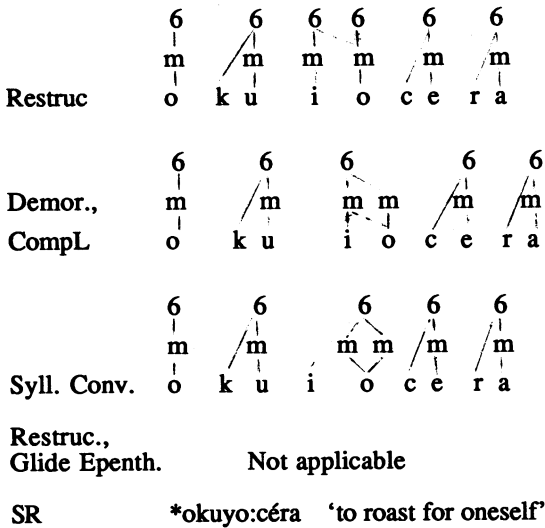 6 6 6 6 6 6
m m m m m m
Restruc o k u i o c e r a
6 6 6 6 6
Demor., m m m m m m
CompL o k u i o c e r a
6 6 6 6 6
m m m m m m
Syll. Conv. o k u i o c e r a
Restruc.,
Glide Epenth. Not applicable
SR *okuyo:céra 'to roast for oneself'